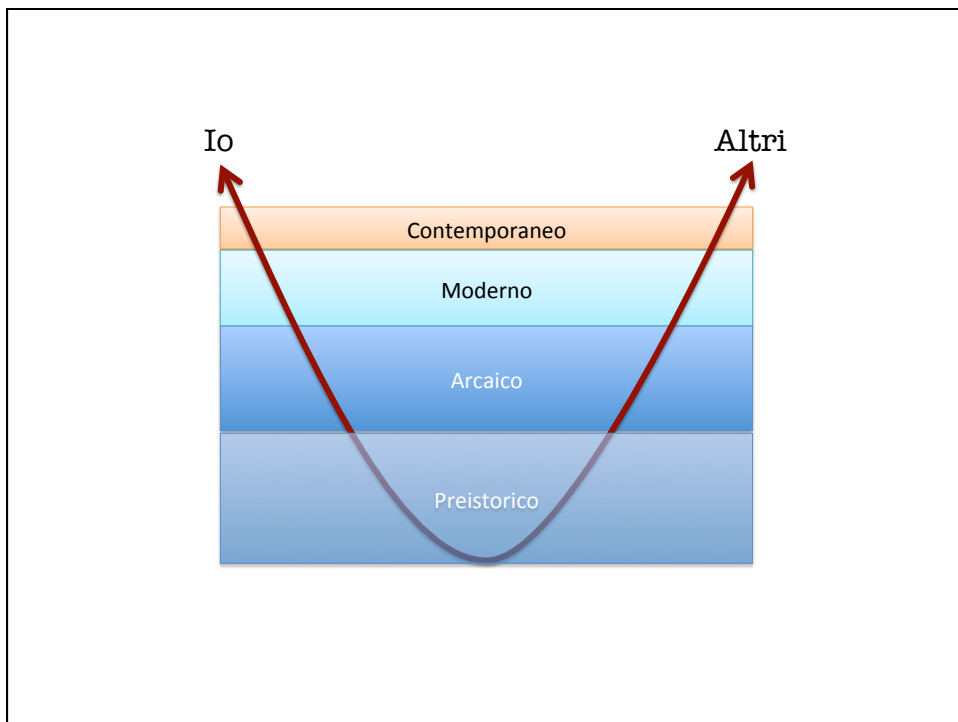 Io
Altri
Contemporaneo
Moderno
Arcaico
Preistorico